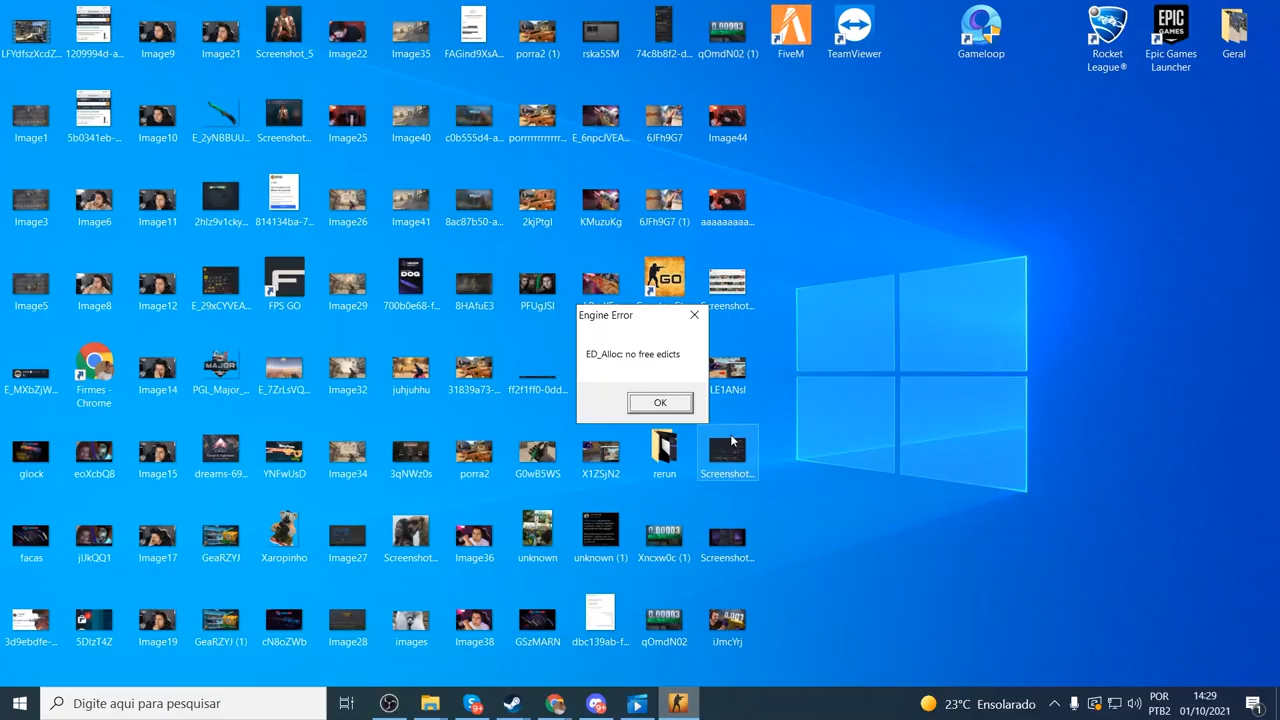 LFYdfszXcdZ...
1209994d-a...
Image9
Image21
Screenshot_5
Image22
Image35
FAGind9XsA...
porra2 (1)
rska5SM
74c8b8f2-d...
qOmdN02 (1)
FiveM
TeamViewer
Gameloop
Rocket
League®
Epic Games
Launcher
Geral
Image1
5b0341eb-...
Image10
E_2yNBBUU...
Screenshot...
Image25
Image40
c0b555d4-a...
porrrrrrrrrrr...
E_6npcJVEA...
6JFh9G7
Image44
Image3
Image6
Image11
2hlz9v1cky...
814134ba-7...
Image26
Image41
8ac87b50-a...
2kjPtgI
KMuzuKg
6JFh9G7 (1)
aaaaaaaaa...
Image5
Image8
Image12
E_29xCYVEA...
FPS GO
Image29
700b0e68-f...
8HAfuE3
PFUgJSI
Screenshot...
Engine Error
ED_Alloc: no free edicts
OK
E_MXbZjW...
Firmes -
Chrome
Image14
PGL_Major_...
E_7ZrLsVQ...
Image32
juhjuhhu
31839a73-...
ff2f1ff0-0dd...
LE1ANsI
glock
eoXcbQ8
Image15
dreams-69...
YNFwUsD
Image34
3qNWz0s
porra2
G0wB5WS
X1ZSjN2
rerun
Screenshot...
facas
jIJkQQ1
Image17
GeaRZYJ
Xaropinho
Image27
Screenshot...
Image36
unknown
unknown (1)
Xncxw0c (1)
Screenshot...
3d9ebdfe-...
5DIzT4Z
Image19
GeaRZYJ (1)
cN8oZWb
Image28
images
Image38
GSzMARN
dbc139ab-f...
qOmdN02
iJmcYrj
Digite aqui para pesquisar
23°C Ensolarado
POR
PTB2
14:29
01/10/2021